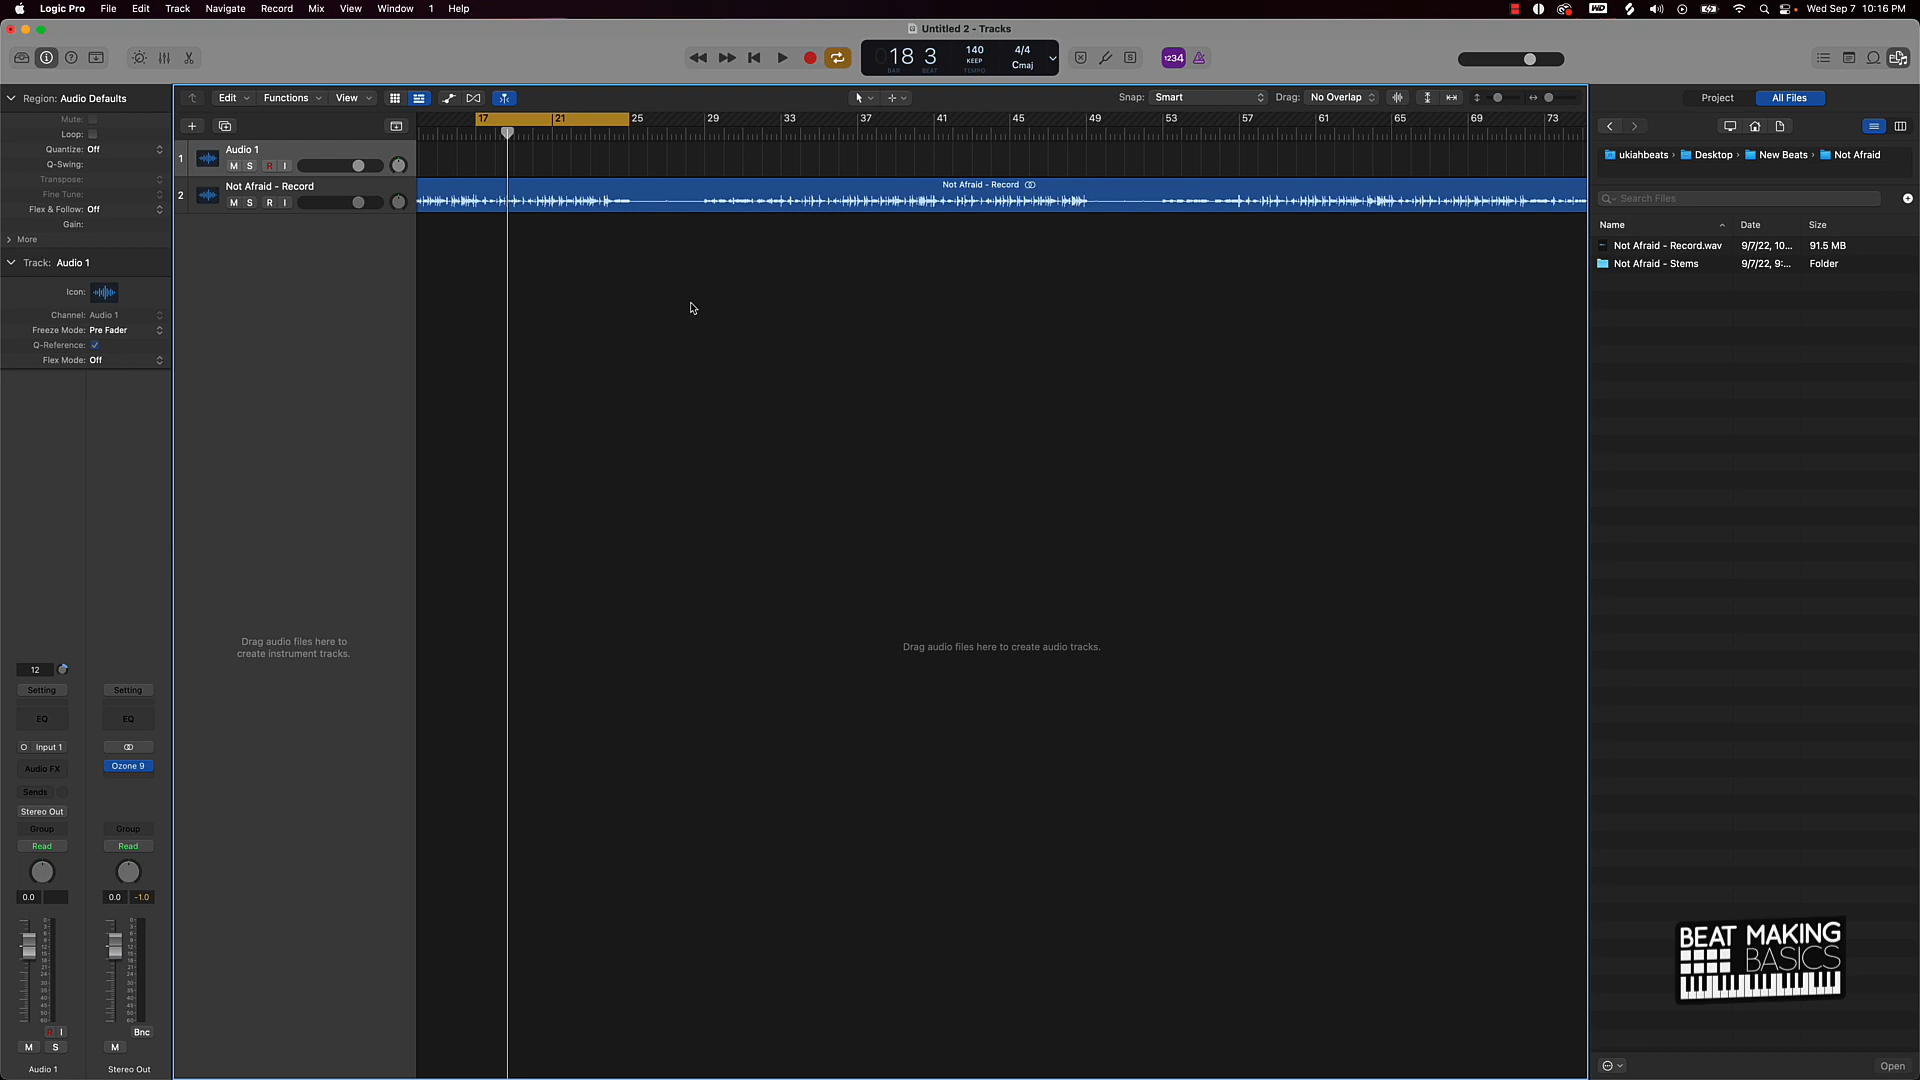 Logic Pro File Edit Track Navigate Record Mix View Window 1 Help
WD
Wed Sep 7 10:16 PM
Untitled 2 - Tracks
018 3
BAR BEAT
140
KEEP
TEMPO
4/4
Cmaj
S
1234
Region: Audio Defaults
Mute:
Loop:
Quantize: Off
Q-Swing:
Transpose:
Fine Tune:
Flex & Follow: Off
Gain:
More
Track: Audio 1
Icon:
Channel: Audio 1
Freeze Mode: Pre Fader
Q-Reference:
Flex Mode: Off
Edit Functions View
Snap: Smart
Drag: No Overlap
17 21 25 29 33 37 41 45 49 53 57 61 65 69 73
1 Audio 1
M S R I
2 Not Afraid - Record
M S R I
Not Afraid - Record
Drag audio files here to
create instrument tracks.
Drag audio files here to create audio tracks.
12
Setting Setting
EQ EQ
Input 1
Audio FX Ozone 9
Sends
Stereo Out
Group Group
Read Read
0.0 0.0 -1.0
R I Bnc
M S M
Audio 1 Stereo Out
Project All Files
ukiahbeats Desktop New Beats Not Afraid
Search Files
Name Date Size
Not Afraid - Record.wav 9/7/22, 10... 91.5 MB
Not Afraid - Stems 9/7/22, 9:... Folder
BEAT MAKING
BASICS
Open